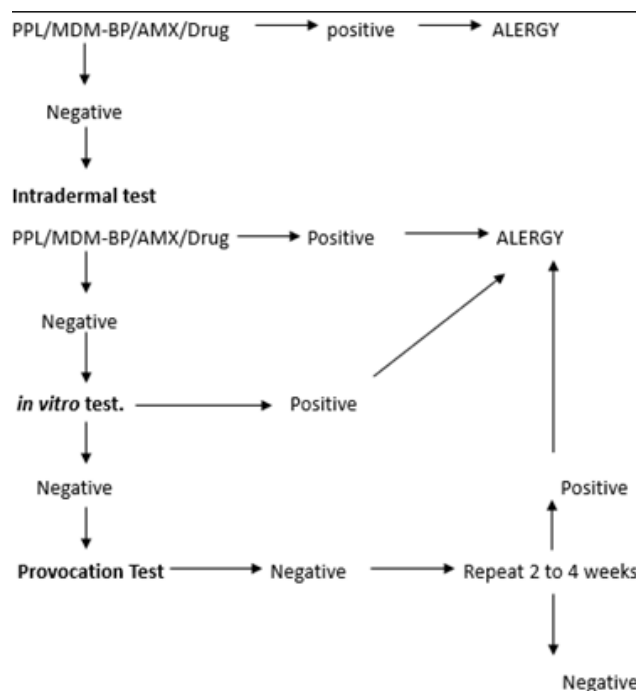 PPL/MDM-BP/AMX/Drug positive ALERGY
Negative
Intradermal test
PPL/MDM-BP/AMX/Drug Positive ALERGY
Negative
in vitro test. Positive
Negative Positive
Provocation Test Negative Repeat 2 to 4 weeks
Negative